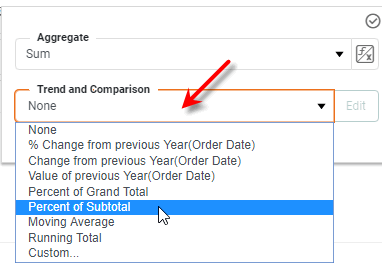 Aggregate
Sum
Trend and Comparison
None
Edit
None
% Change from previous Year(Order Date)
Change from previous Year(Order Date)
Value of previous Year(Order Date)
Percent of Grand Total
Percent of Subtotal
Moving Average
Running Total
Custom...